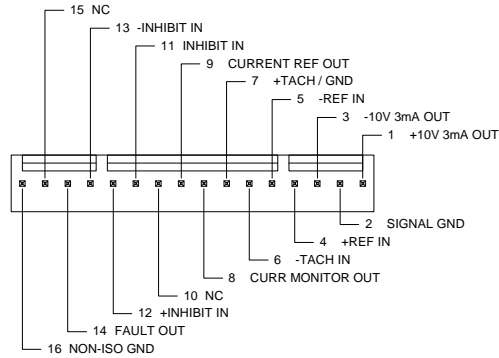 15 NC
13 -INHIBIT IN
11 INHIBIT IN
9 CURRENT REF OUT
7 +TACH / GND
5 -REF IN
3 -10V 3mA OUT
1 +10V 3mA OUT
2 SIGNAL GND
4 +REF IN
6 -TACH IN
8 CURR MONITOR OUT
10 NC
12 +INHIBIT IN
14 FAULT OUT
16 NON-ISO GND